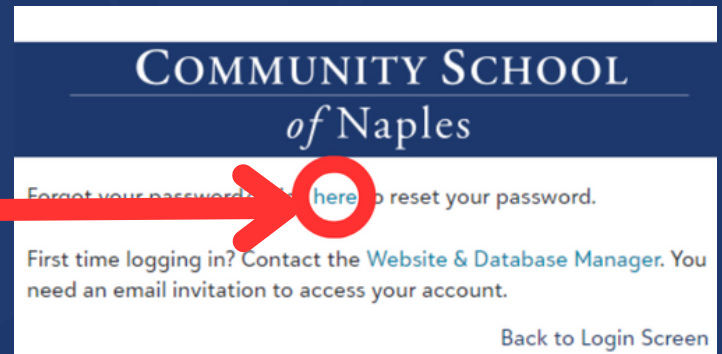 COMMUNITY SCHOOL
of Naples
Forgot your password here to reset your password.
First time logging in? Contact the Website & Database Manager. You
need an email invitation to access your account.
Back to Login Screen